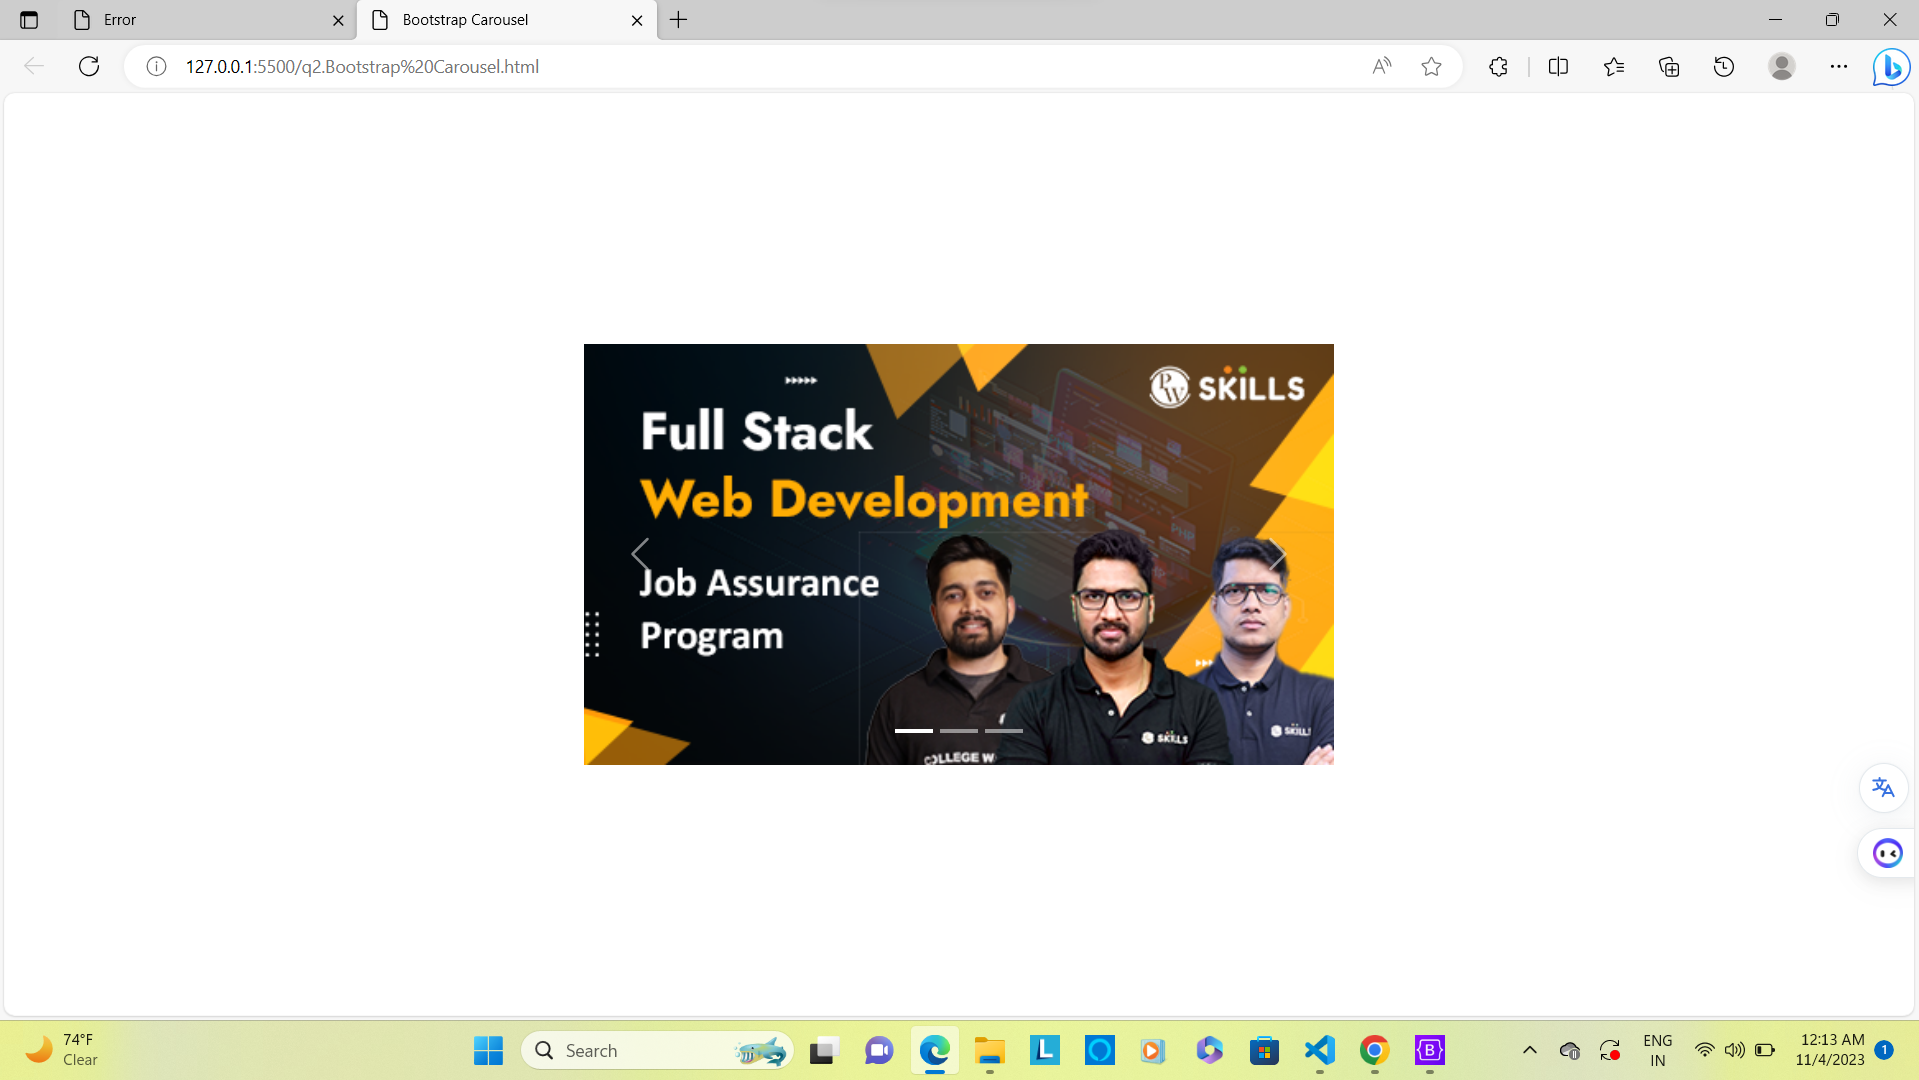 Error
Bootstrap Carousel
127.0.0.1:5500/q2.Bootstrap%20Carousel.html
PW SKILLS
Full Stack
Web Development
Job Assurance
Program
SKILLS
COLLEGE W
74°F
Clear
Search
ENG
IN
12:13 AM
11/4/2023
1